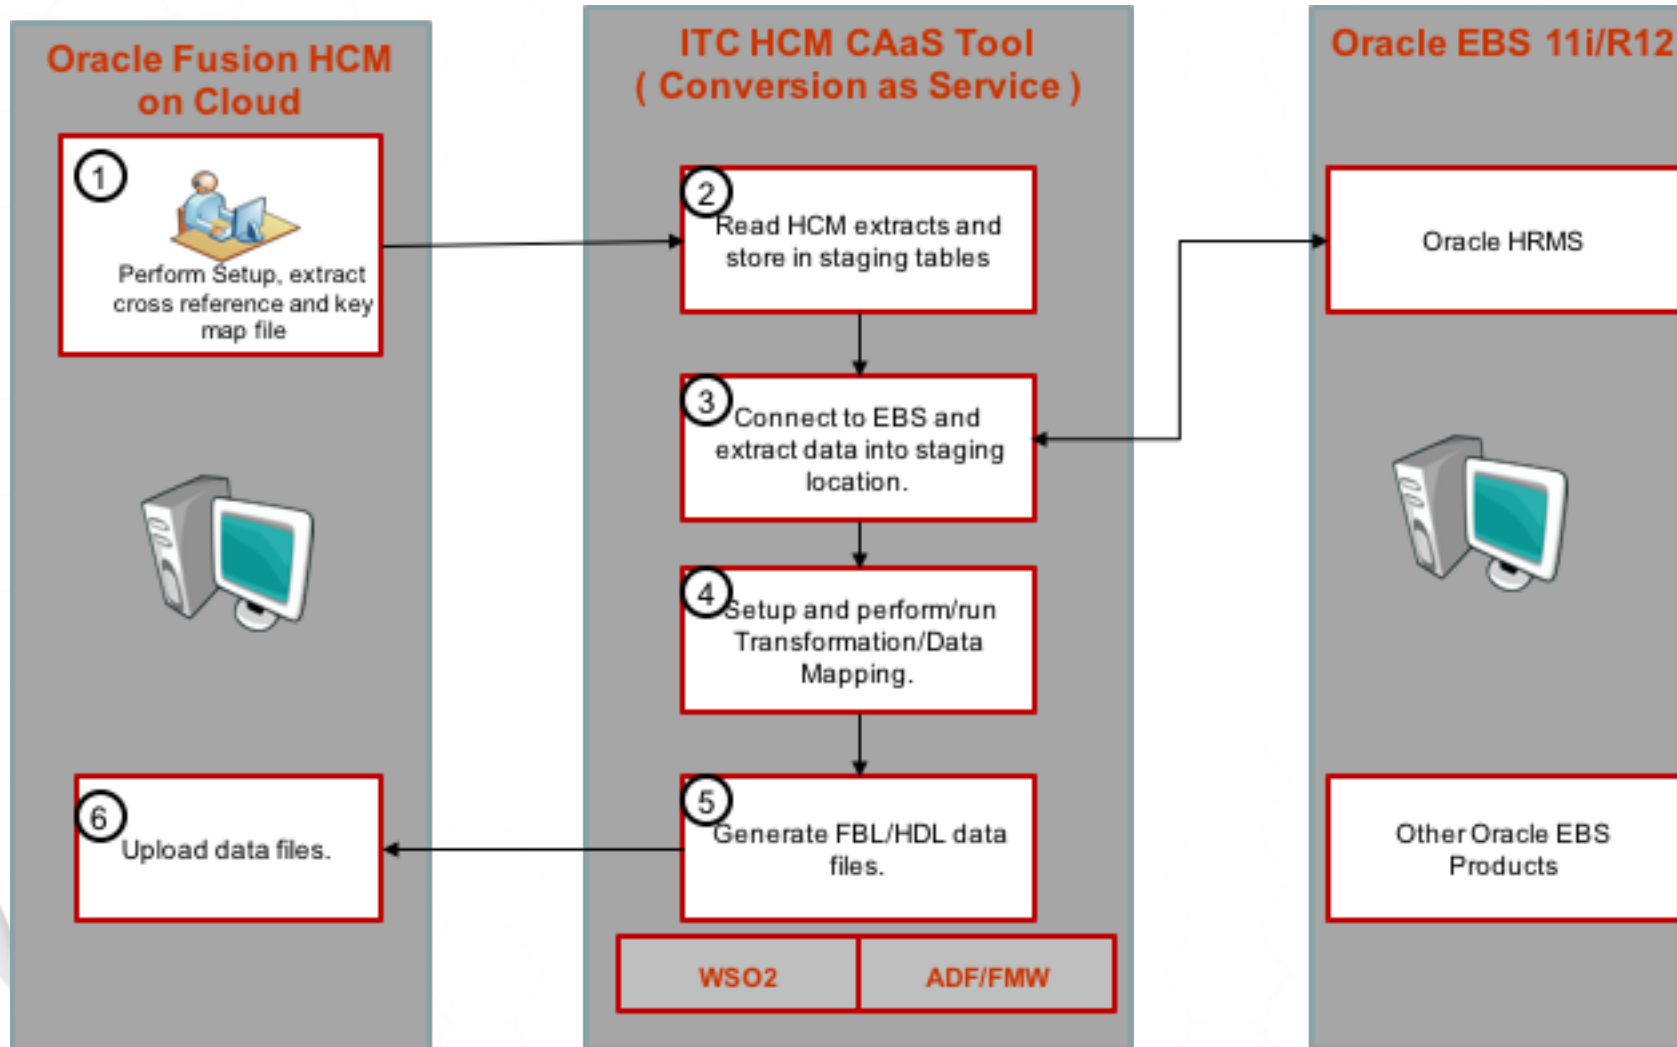 Oracle Fusion HCM
on Cloud
1
Perform Setup, extract
cross reference and key
map file
6
Upload data files.
ITC HCM CAaS Tool
( Conversion as Service )
2
Read HCM extracts and
store in staging tables
3
Connect to EBS and
extract data into staging
location.
4
Setup and perform/run
Transformation/Data
Mapping.
5
Generate FBL/HDL data
files.
WSO2
ADF/FMW
Oracle EBS 11i/R12
Oracle HRMS
Other Oracle EBS
Products